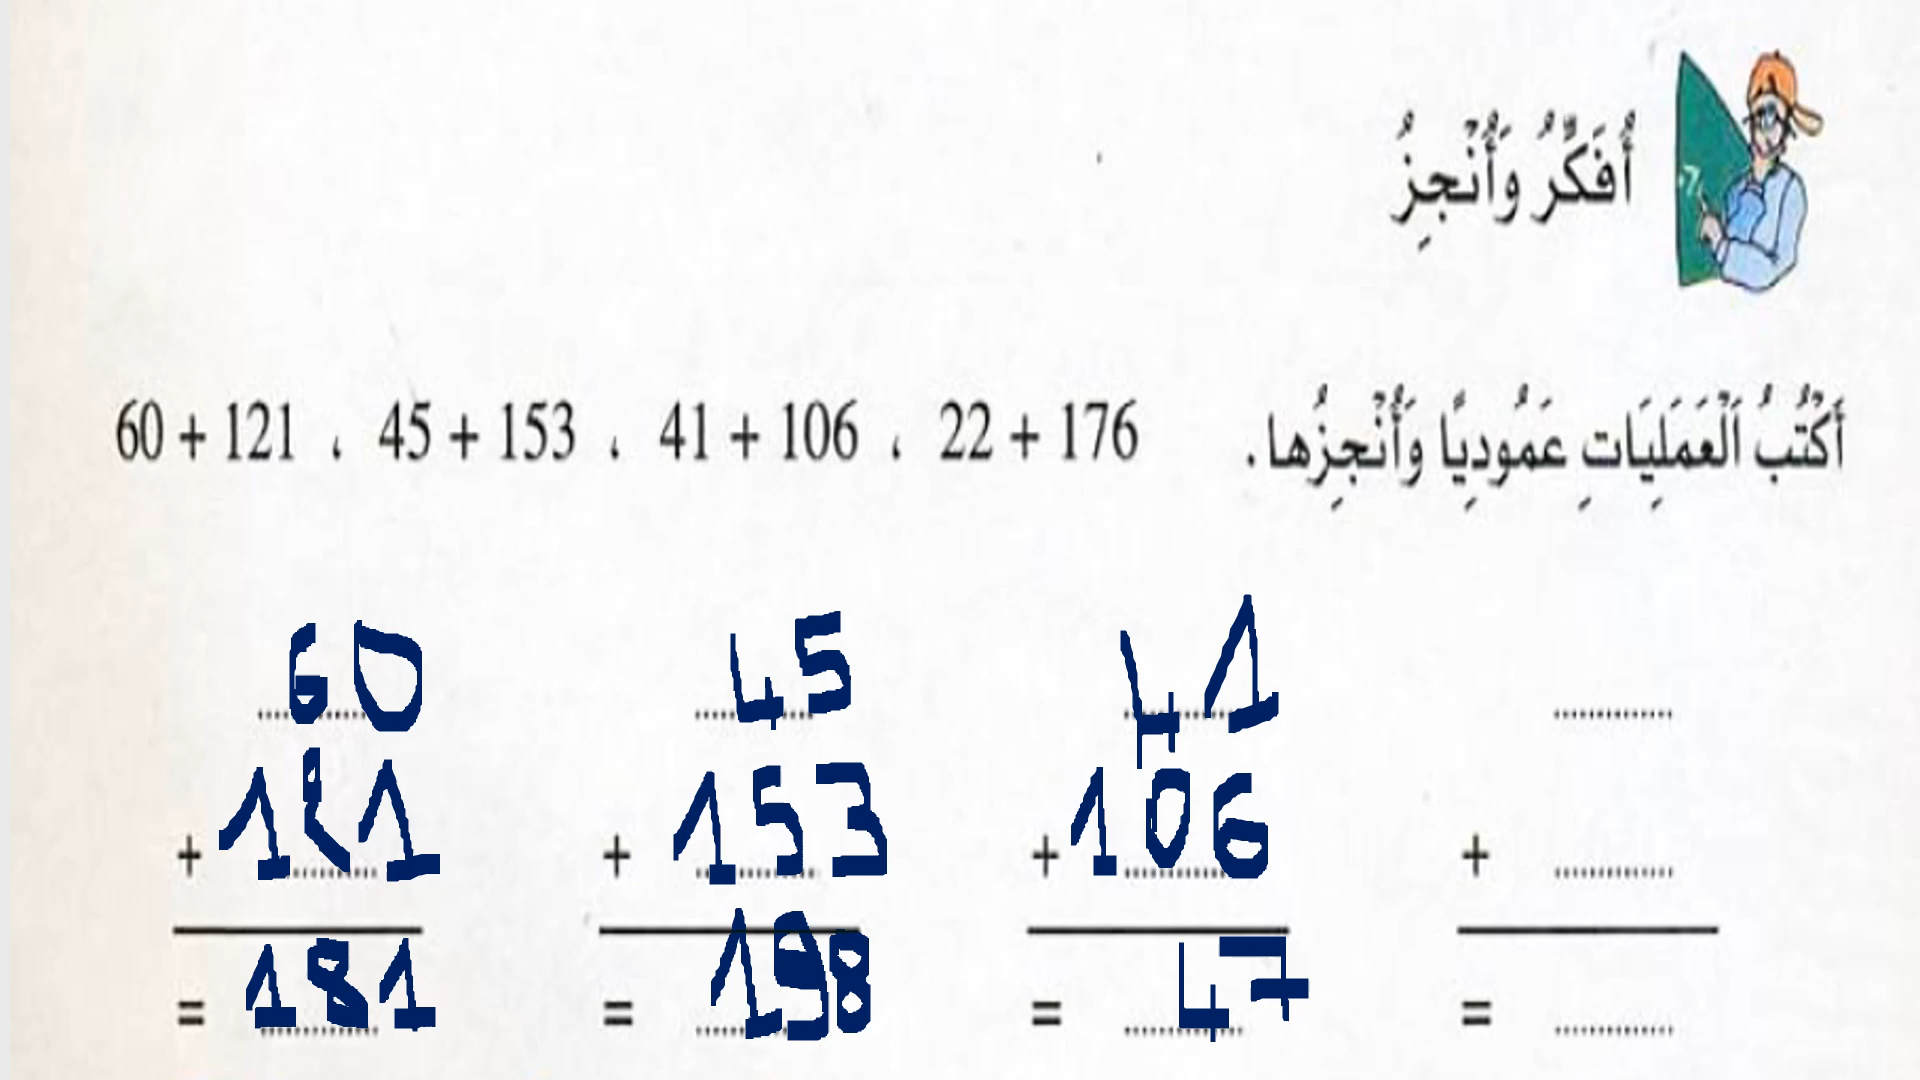 أُفَكِّرُ وَأُنْجِزُ
أَكْتُبُ اَلْعَمَلِيَاتِ عَمُودِيًا وَأُنْجِزُها. 60 + 121 ، 45 + 153 ، 41 + 106 ، 22 + 176
60 45 41 ............
+ 121 + 153 + 106 + ............
= 181 = 198 = 47 = ............